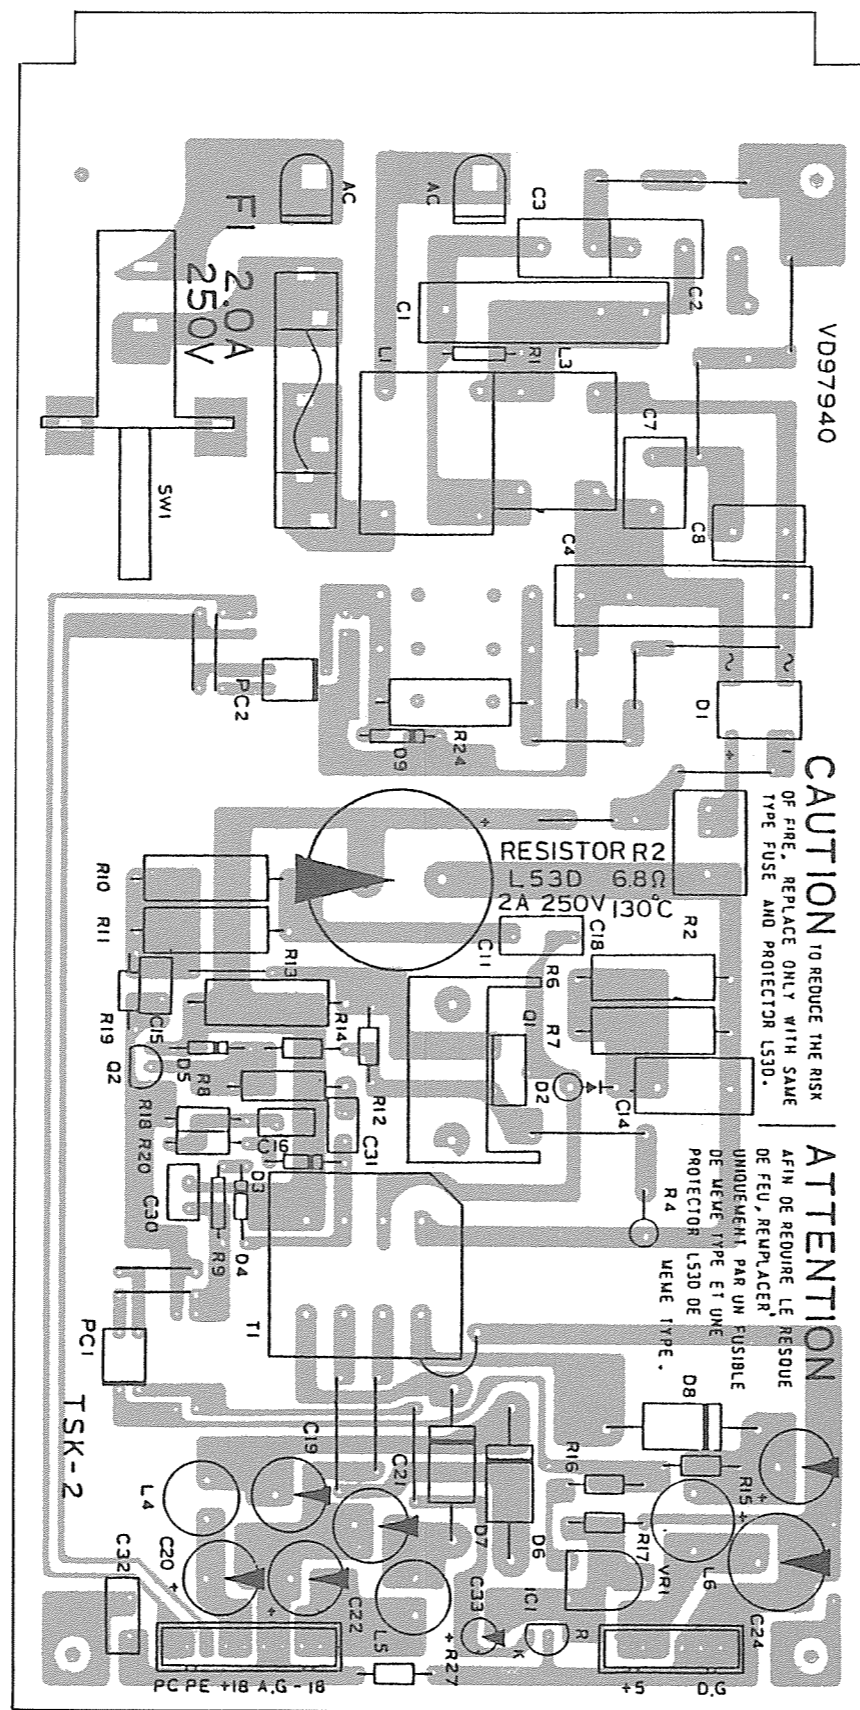 AC
AC
C3
F1
2.0A
250V
C2
C1
VD97940
L1
R1
L3
C7
SW1
C8
C4
PC2
~
~
D1
+
-
R24
D9
+
CAUTION TO REDUCE THE RISK
OF FIRE, REPLACE ONLY WITH SAME
TYPE FUSE AND PROTECTOR L53D.
RESISTOR R2
L53D 6.8Ω
2A 250V 130°C
R10
R11
C11
C18
R2
R13
R6
R19
C15
R14
Q1
R7
Q2
D5
R8
R12
D2
C14
R18
R20
C16
C31
ATTENTION
AFIN DE REDUIRE LE RESQUE
DE FEU, REMPLACER
UNIQUEMENT PAR UN FUSIBLE
DE MEME TYPE ET UNE
PROTECTOR L53D DE
MEME TYPE.
C30
D3
R4
R9
D4
T1
PC1
D8
TSK-2
C19
C21
R16
R15
L4
+
+
D7
D6
R17
C20
VR1
L6
C32
+
C22
+
C33
IC1
C24
L5
+
R27
K
R
PC PE +18 A.G -18
+5
D.G